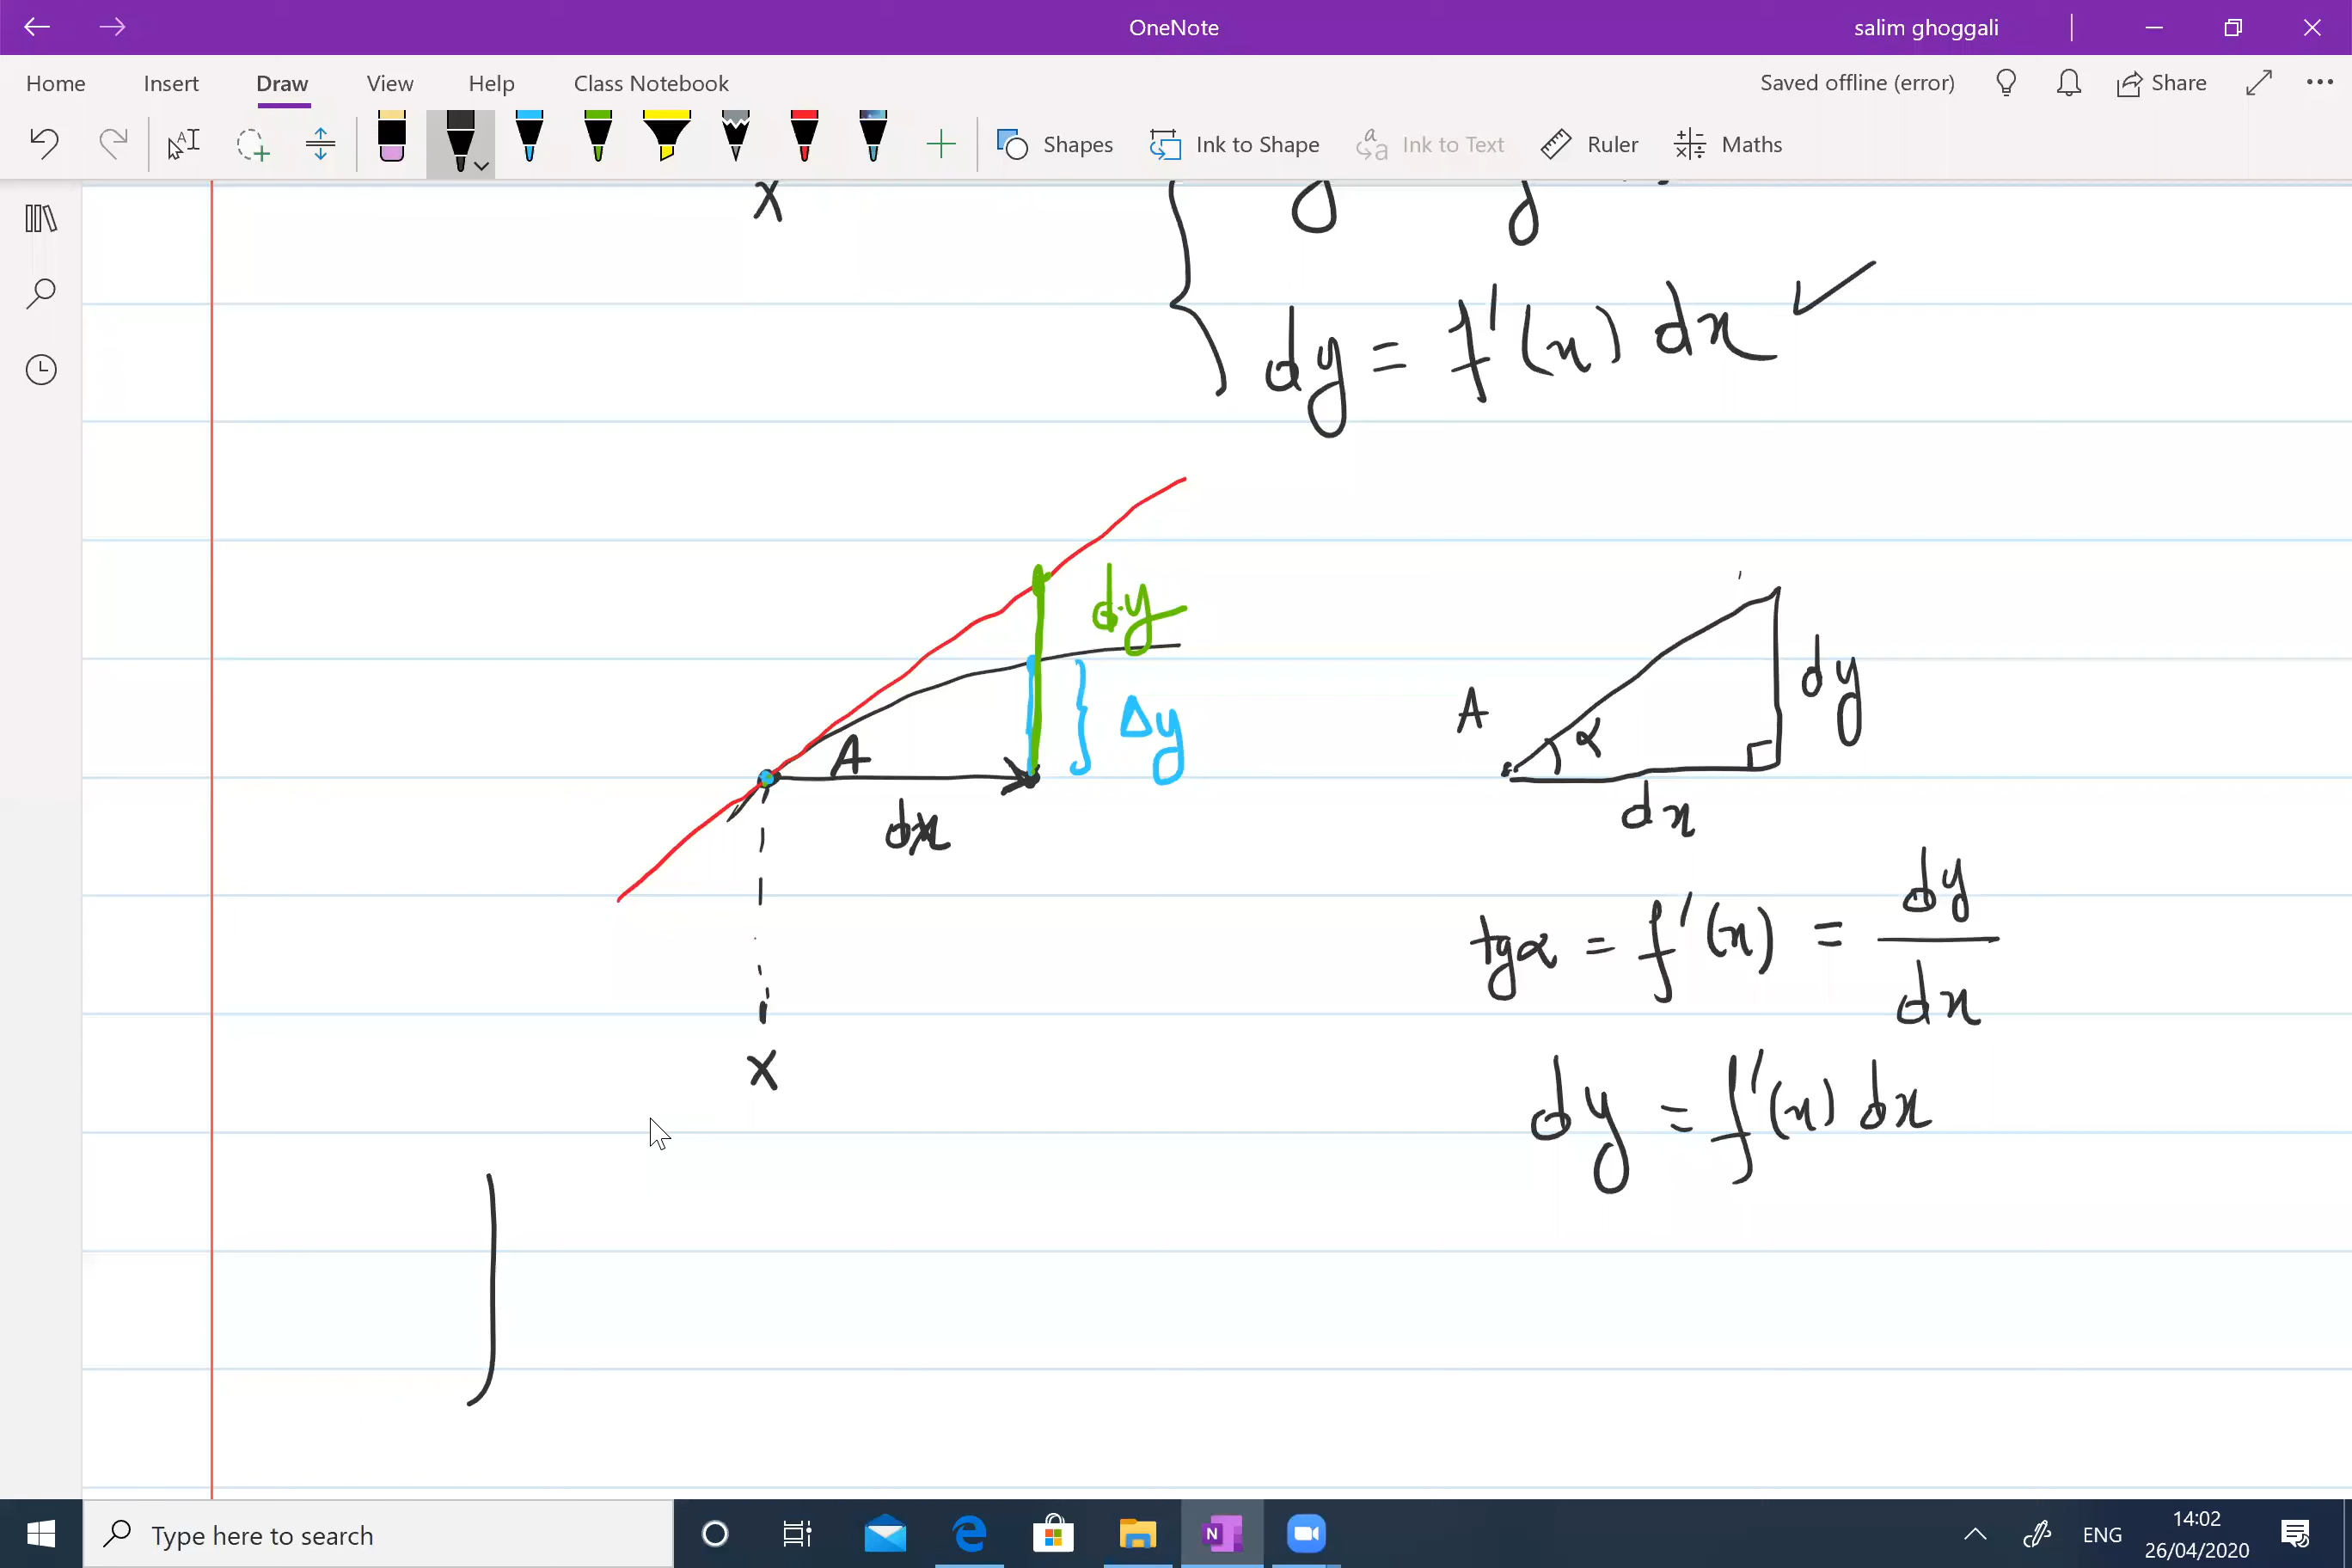 OneNote
salim ghoggali
Home Insert Draw View Help Class Notebook
Saved offline (error)
Share
Shapes
Ink to Shape
Ink to Text
Ruler
Maths
x
dy = f'(x) dx ✓
dy
Δy
A
dx
x
A
α
dy
dx
tgα = f'(x) = dy/dx
dy = f'(x) dx
Type here to search
N
ENG
14:02
26/04/2020